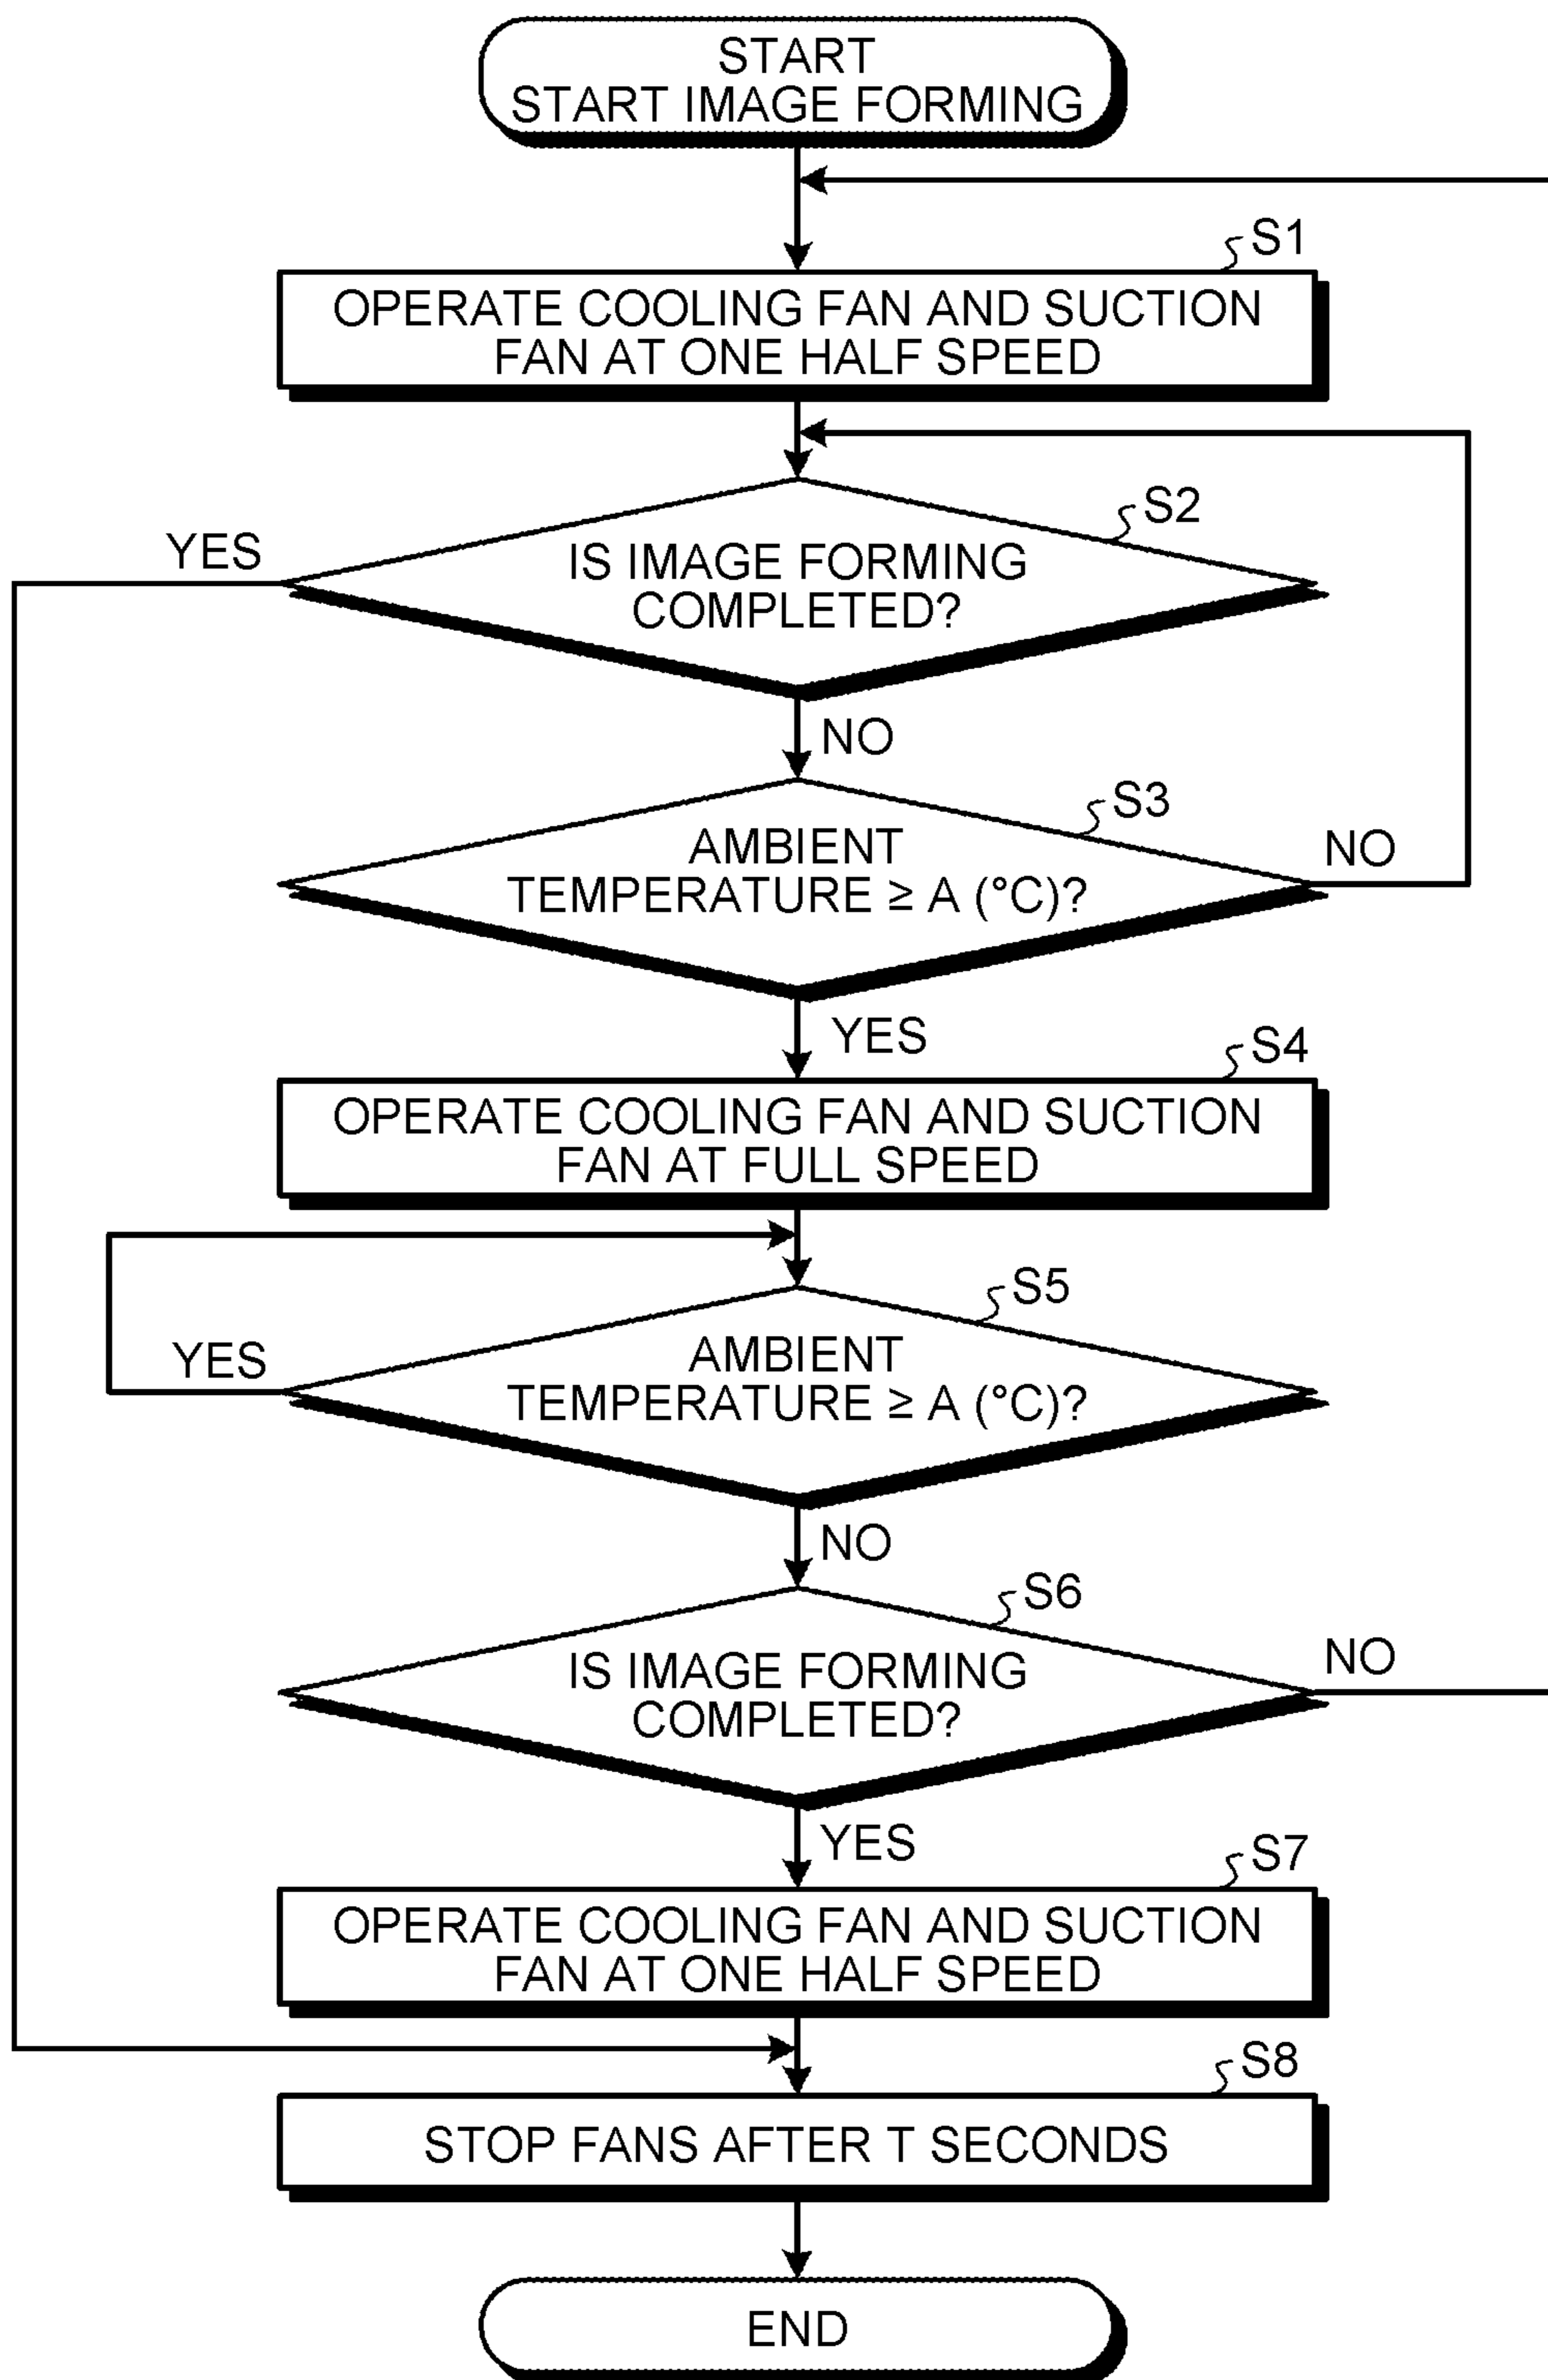 START
START IMAGE FORMING
S1
OPERATE COOLING FAN AND SUCTION
FAN AT ONE HALF SPEED
S2
YES
IS IMAGE FORMING
COMPLETED?
NO
S3
AMBIENT
TEMPERATURE ≥ A (°C)?
NO
YES
S4
OPERATE COOLING FAN AND SUCTION
FAN AT FULL SPEED
S5
YES
AMBIENT
TEMPERATURE ≥ A (°C)?
NO
S6
IS IMAGE FORMING
COMPLETED?
NO
YES
S7
OPERATE COOLING FAN AND SUCTION
FAN AT ONE HALF SPEED
S8
STOP FANS AFTER T SECONDS
END